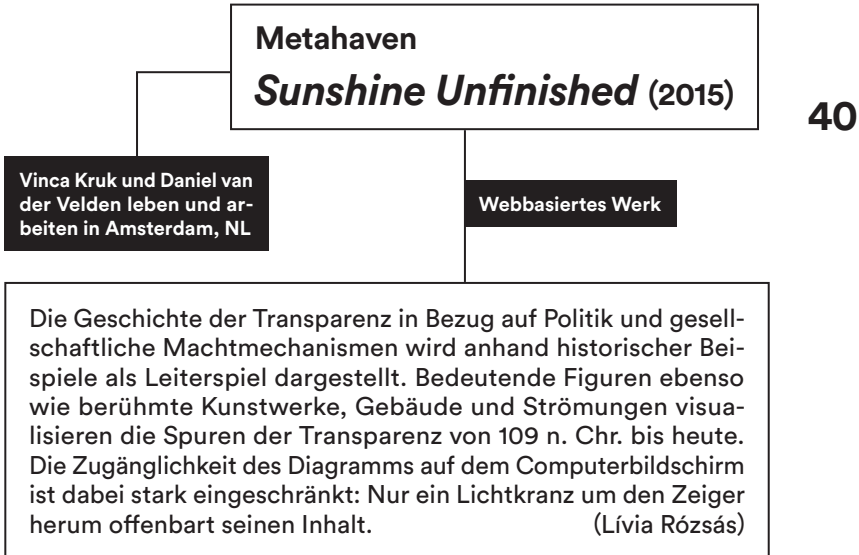 Metahaven
Sunshine Unfinished (2015)
40
Vinca Kruk und Daniel van
der Velden leben und ar-
beiten in Amsterdam, NL
Webbasiertes Werk
Die Geschichte der Transparenz in Bezug auf Politik und gesell-
schaftliche Machtmechanismen wird anhand historischer Bei-
spiele als Leiterspiel dargestellt. Bedeutende Figuren ebenso
wie berühmte Kunstwerke, Gebäude und Strömungen visua-
lisieren die Spuren der Transparenz von 109 n. Chr. bis heute.
Die Zugänglichkeit des Diagramms auf dem Computerbildschirm
ist dabei stark eingeschränkt: Nur ein Lichtkranz um den Zeiger
herum offenbart seinen Inhalt. (Lívia Rózsás)